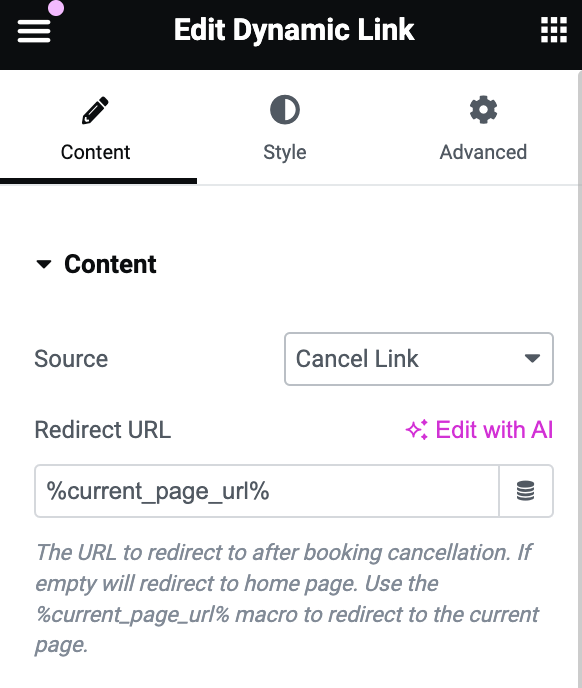 Edit Dynamic Link
Content
Style
Advanced
Content
Source
Cancel Link
Redirect URL
Edit with AI
%current_page_url%
The URL to redirect to after booking cancellation. If
empty will redirect to home page. Use the
%current_page_url% macro to redirect to the current
page.